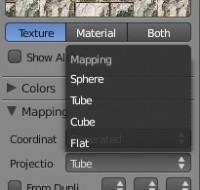 Texture Material Both
Show Al
Mapping
Sphere
Colors
Tube
Mapping
Cube
Coordinat
Flat
Projectio Tube
From Dupli